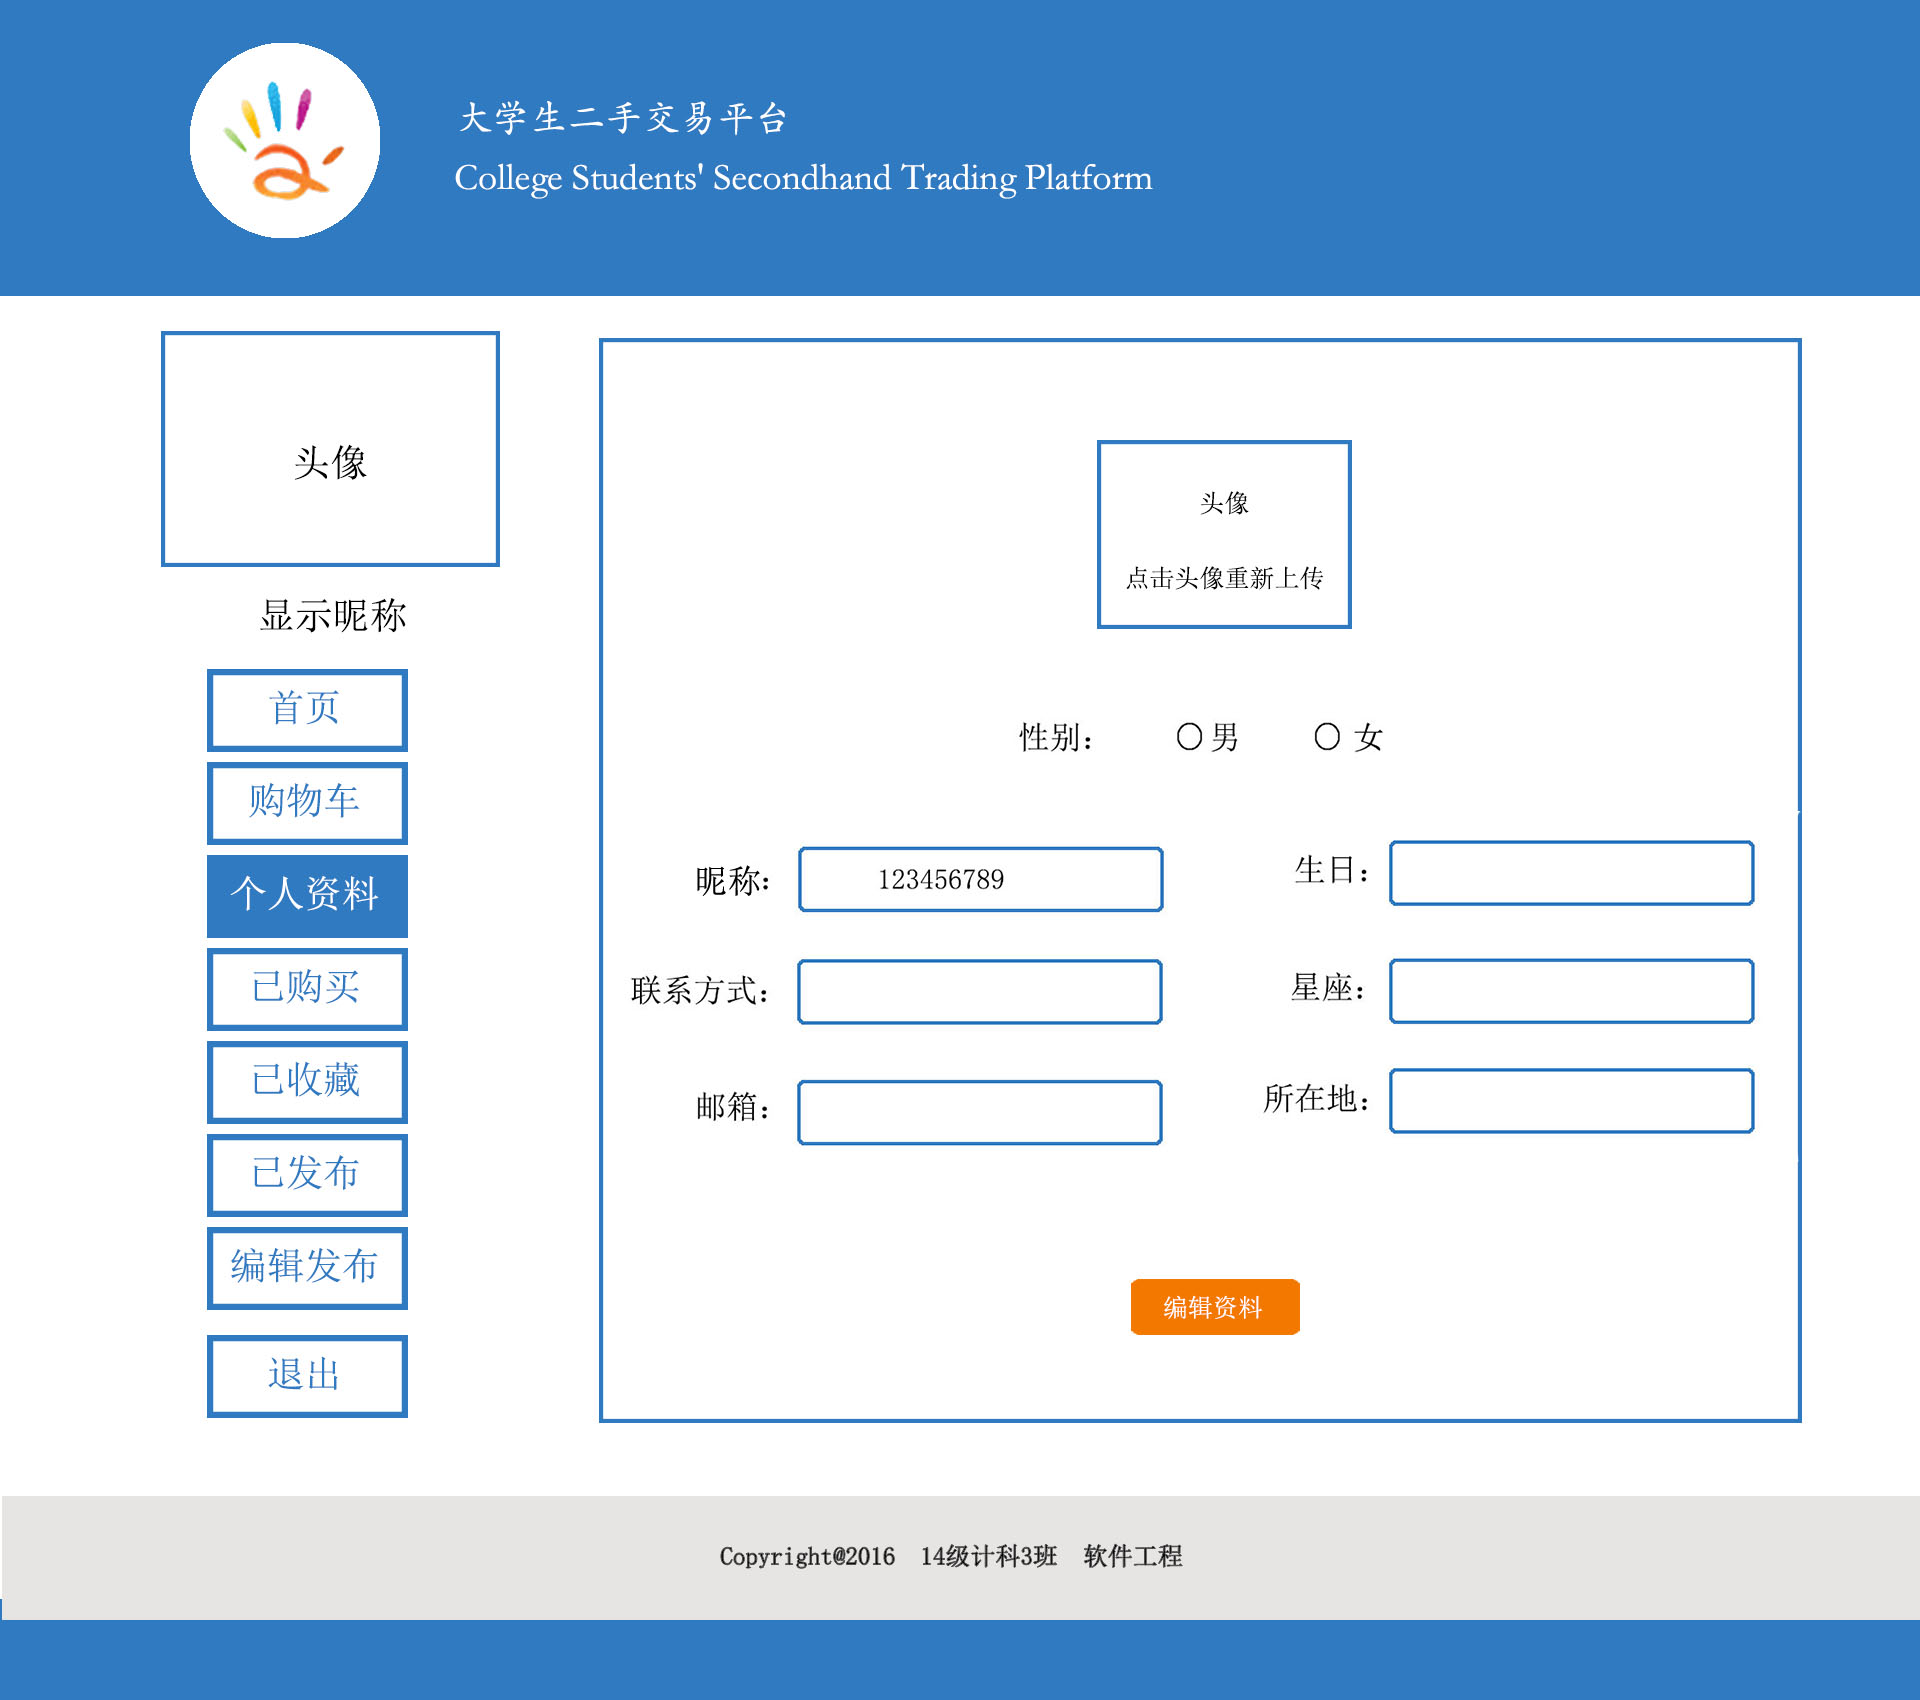 大学生二手交易平台
College Students' Secondhand Trading Platform
头像
显示昵称
首页
购物车
个人资料
已购买
已收藏
已发布
编辑发布
退出
头像
点击头像重新上传
性别： 男 女
昵称： 123456789
生日：
联系方式：
星座：
邮箱：
所在地：
编辑资料
Copyright@2016 14级计科3班 软件工程